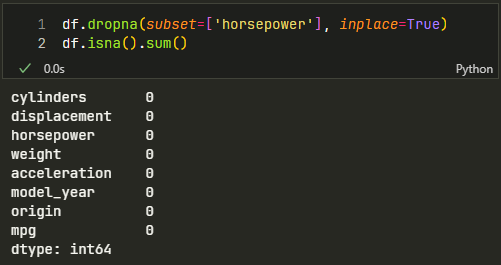 1 df.dropna(subset=['horsepower'], inplace=True)
2 df.isna().sum()
0.0s Python
cylinders 0
displacement 0
horsepower 0
weight 0
acceleration 0
model_year 0
origin 0
mpg 0
dtype: int64